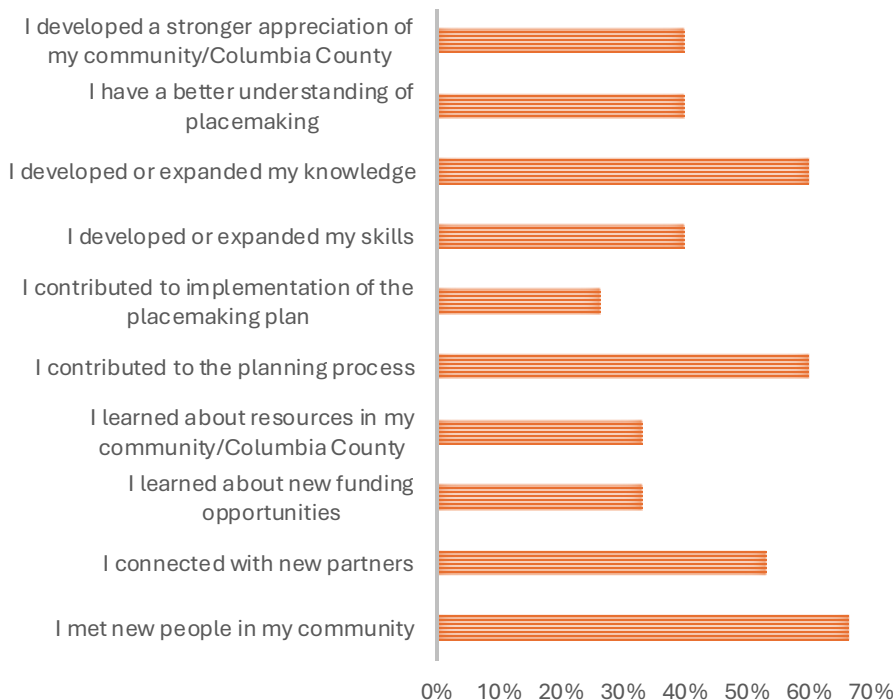 I developed a stronger appreciation of
my community/Columbia County
I have a better understanding of
placemaking
I developed or expanded my knowledge
I developed or expanded my skills
I contributed to implementation of the
placemaking plan
I contributed to the planning process
I learned about resources in my
community/Columbia County
I learned about new funding
opportunities
I connected with new partners
I met new people in my community
0% 10% 20% 30% 40% 50% 60% 70%